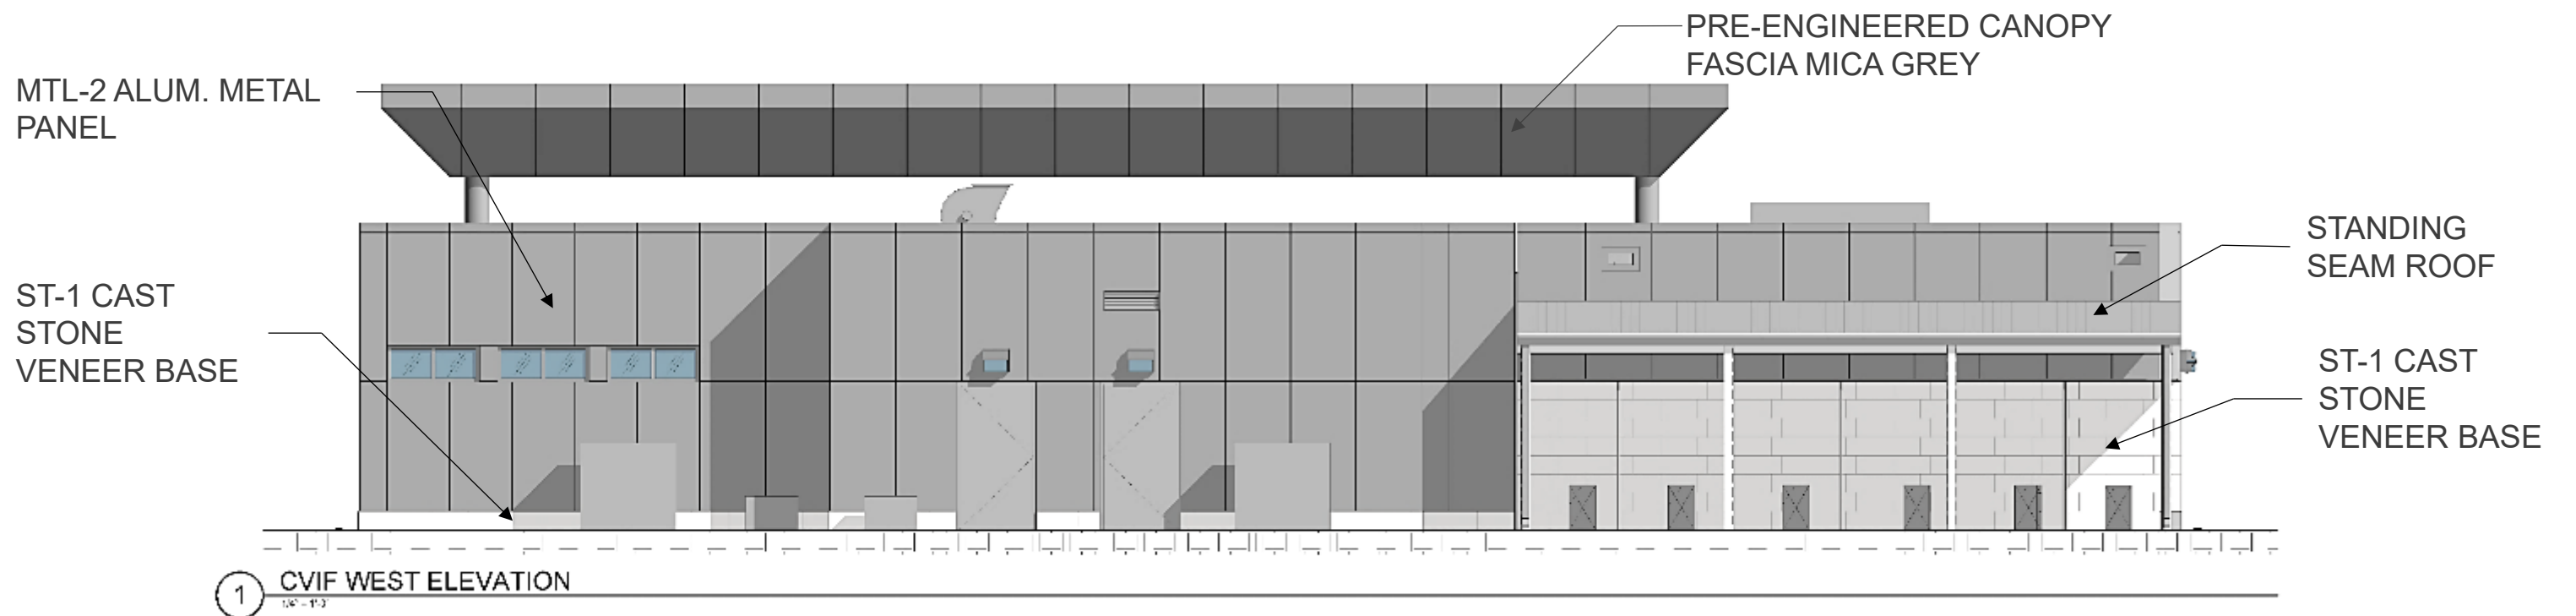 PRE-ENGINEERED CANOPY
FASCIA MICA GREY
MTL-2 ALUM. METAL
PANEL
STANDING
SEAM ROOF
ST-1 CAST
STONE
VENEER BASE
ST-1 CAST
STONE
VENEER BASE
1
CVIF WEST ELEVATION